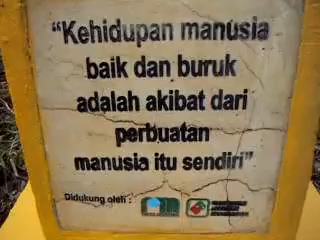 “Kehidupan manusia
baik dan buruk
adalah akibat dari
perbuatan
manusia itu sendiri”
Didukung oleh :